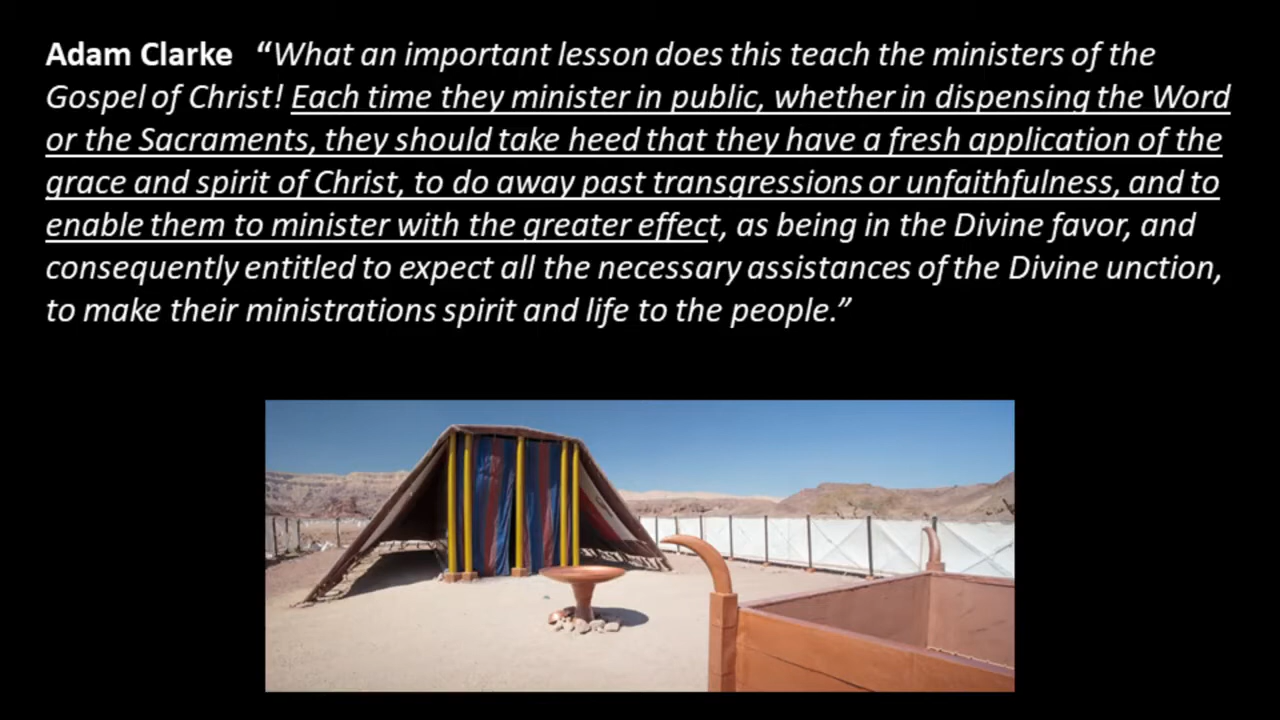 Adam Clarke “What an important lesson does this teach the ministers of the
Gospel of Christ! Each time they minister in public, whether in dispensing the Word
or the Sacraments, they should take heed that they have a fresh application of the
grace and spirit of Christ, to do away past transgressions or unfaithfulness, and to
enable them to minister with the greater effect, as being in the Divine favor, and
consequently entitled to expect all the necessary assistances of the Divine unction,
to make their ministrations spirit and life to the people.”